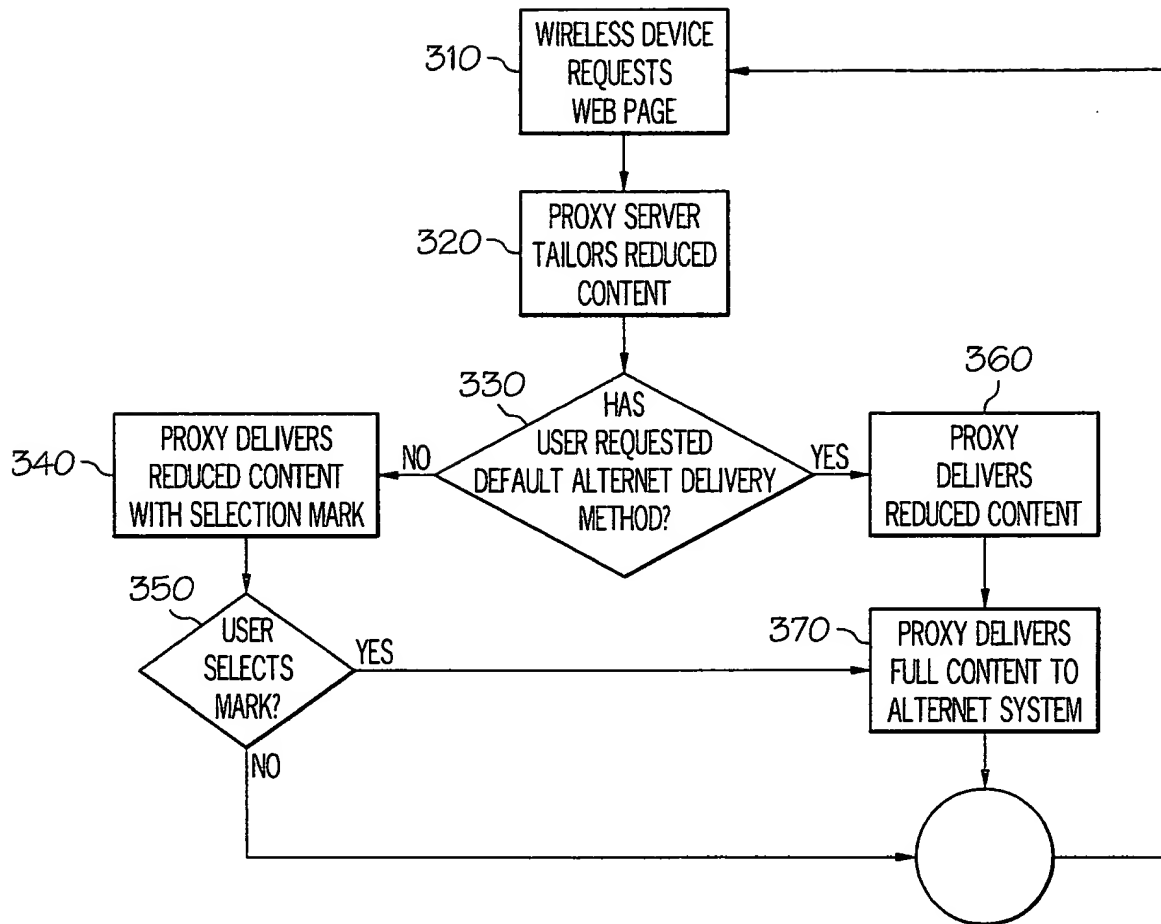 310
WIRELESS DEVICE
REQUESTS
WEB PAGE
320
PROXY SERVER
TAILORS REDUCED
CONTENT
330
HAS
USER REQUESTED
DEFAULT ALTERNET DELIVERY
METHOD?
NO
YES
340
PROXY DELIVERS
REDUCED CONTENT
WITH SELECTION MARK
360
PROXY
DELIVERS
REDUCED CONTENT
350
USER
SELECTS
MARK?
YES
NO
370
PROXY DELIVERS
FULL CONTENT TO
ALTERNET SYSTEM